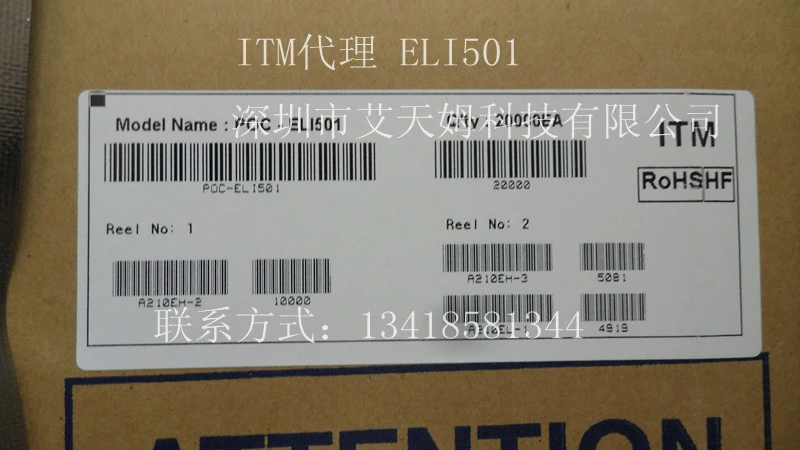 ITM代理 ELI501
深圳市艾天姆科技有限公司
Model Name : POC - ELI501
Q'ty : 20000EA
ITM
POC-ELI501
20000
RoHS HF
Reel No: 1
Reel No: 2
A210EH-2
10000
A210EH-3
5081
联系方式：13418581344
A210EL-1
4919
ATTENTION